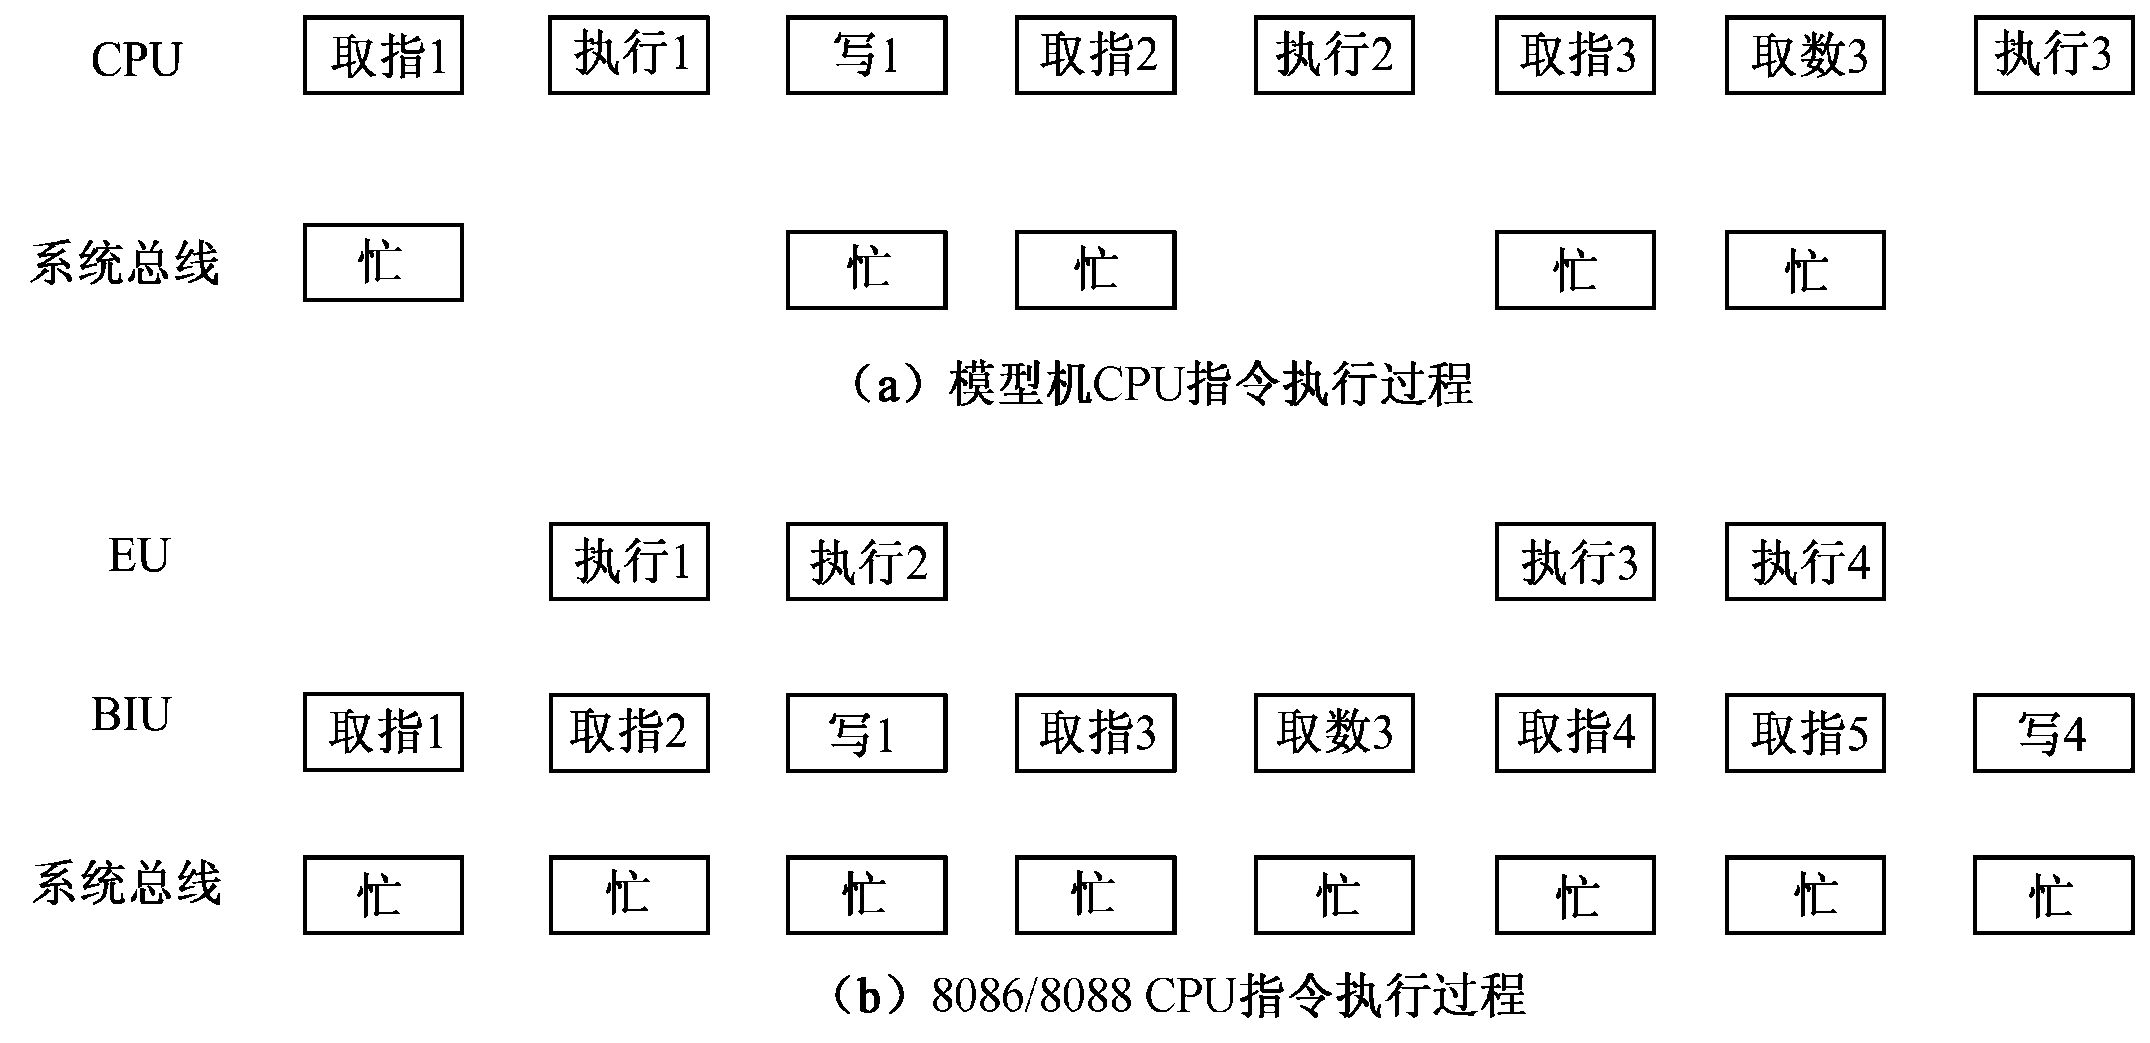 CPU 取指1 执行1 写1 取指2 执行2 取指3 取数3 执行3
系统总线 忙 忙 忙 忙 忙
（a）模型机CPU指令执行过程
EU 执行1 执行2 执行3 执行4
BIU 取指1 取指2 写1 取指3 取数3 取指4 取指5 写4
系统总线 忙 忙 忙 忙 忙 忙 忙 忙
（b）8086/8088 CPU指令执行过程